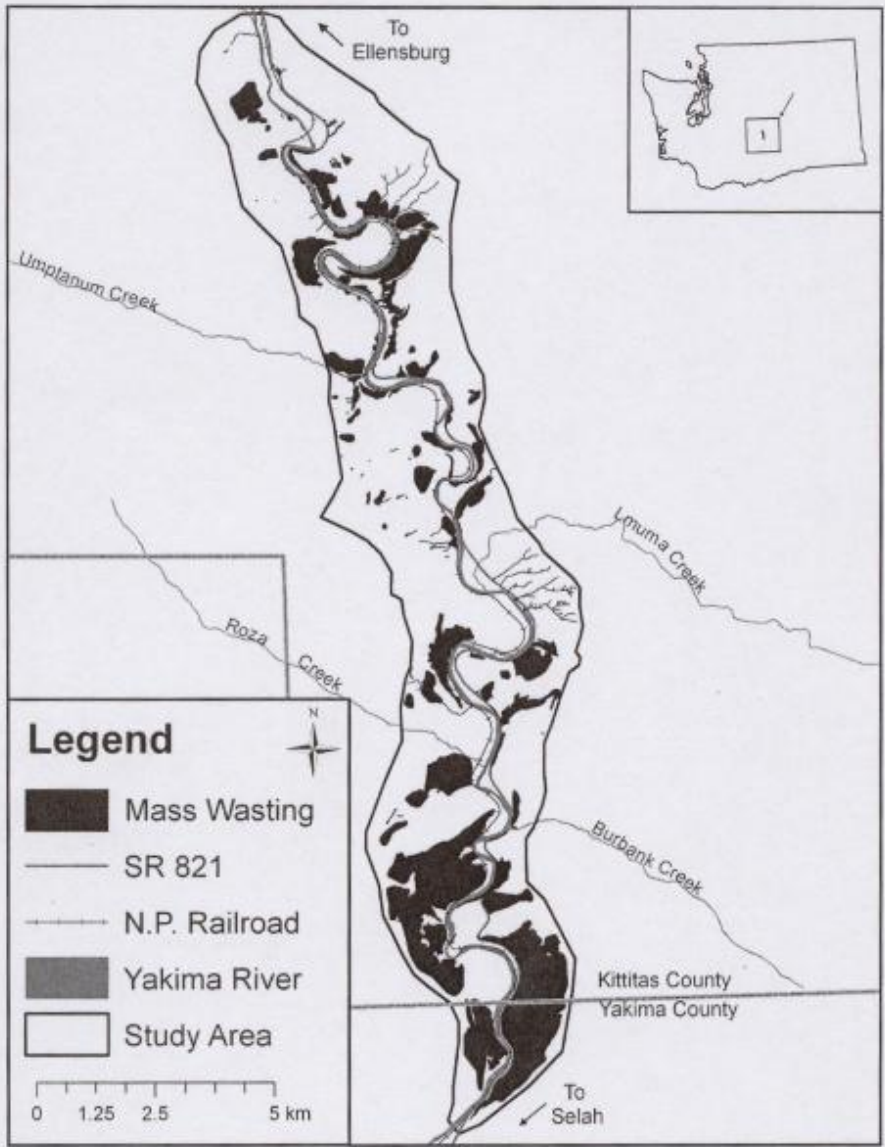 To
Ellensburg
Umptanum Creek
Lmuma Creek
Roza
Creek
Legend
N
Mass Wasting
SR 821
N.P. Railroad
Yakima River
Study Area
0 1.25 2.5 5 km
Burbank Creek
Kittitas County
Yakima County
To
Selah